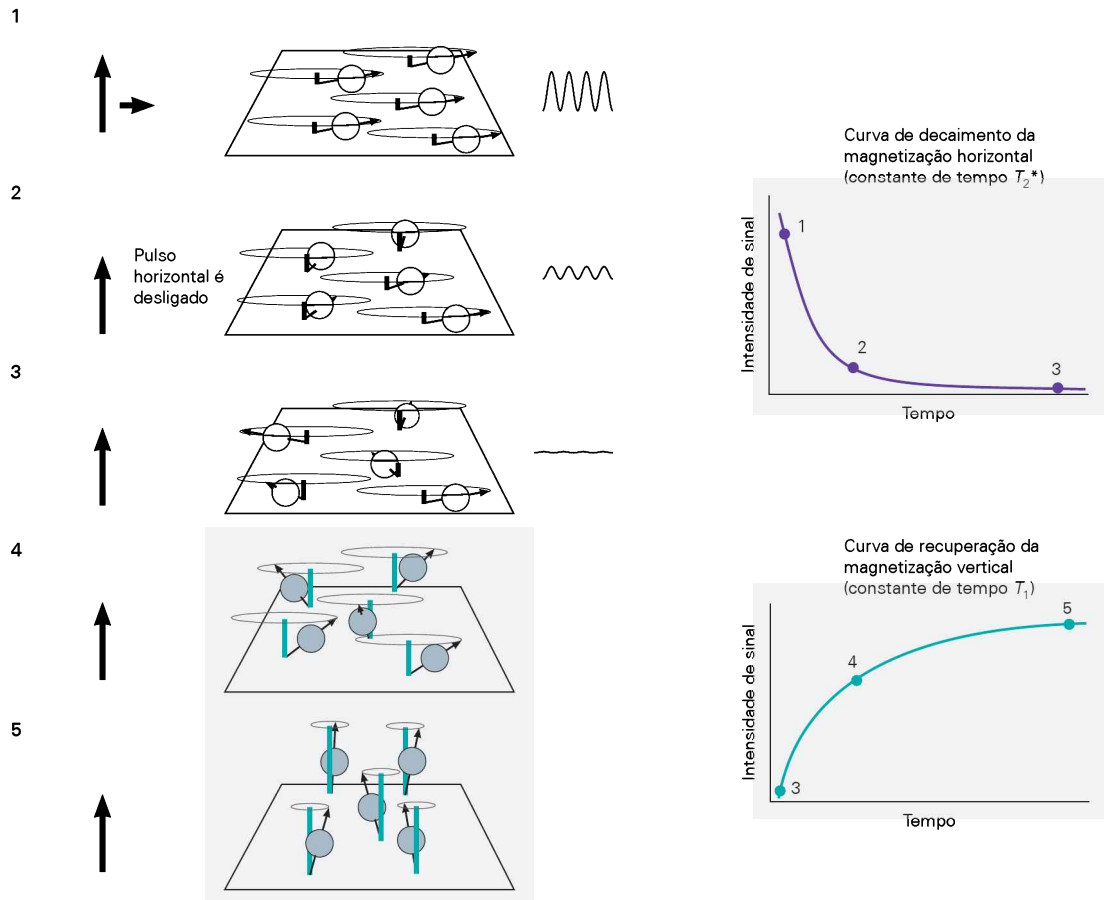 1
2
Pulso
horizontal é
desligado
3
4
5
Curva de decaimento da
magnetização horizontal
(constante de tempo T₂*)
Intensidade de sinal
1
2
3
Tempo
Curva de recuperação da
magnetização vertical
(constante de tempo T₁)
Intensidade de sinal
5
4
3
Tempo